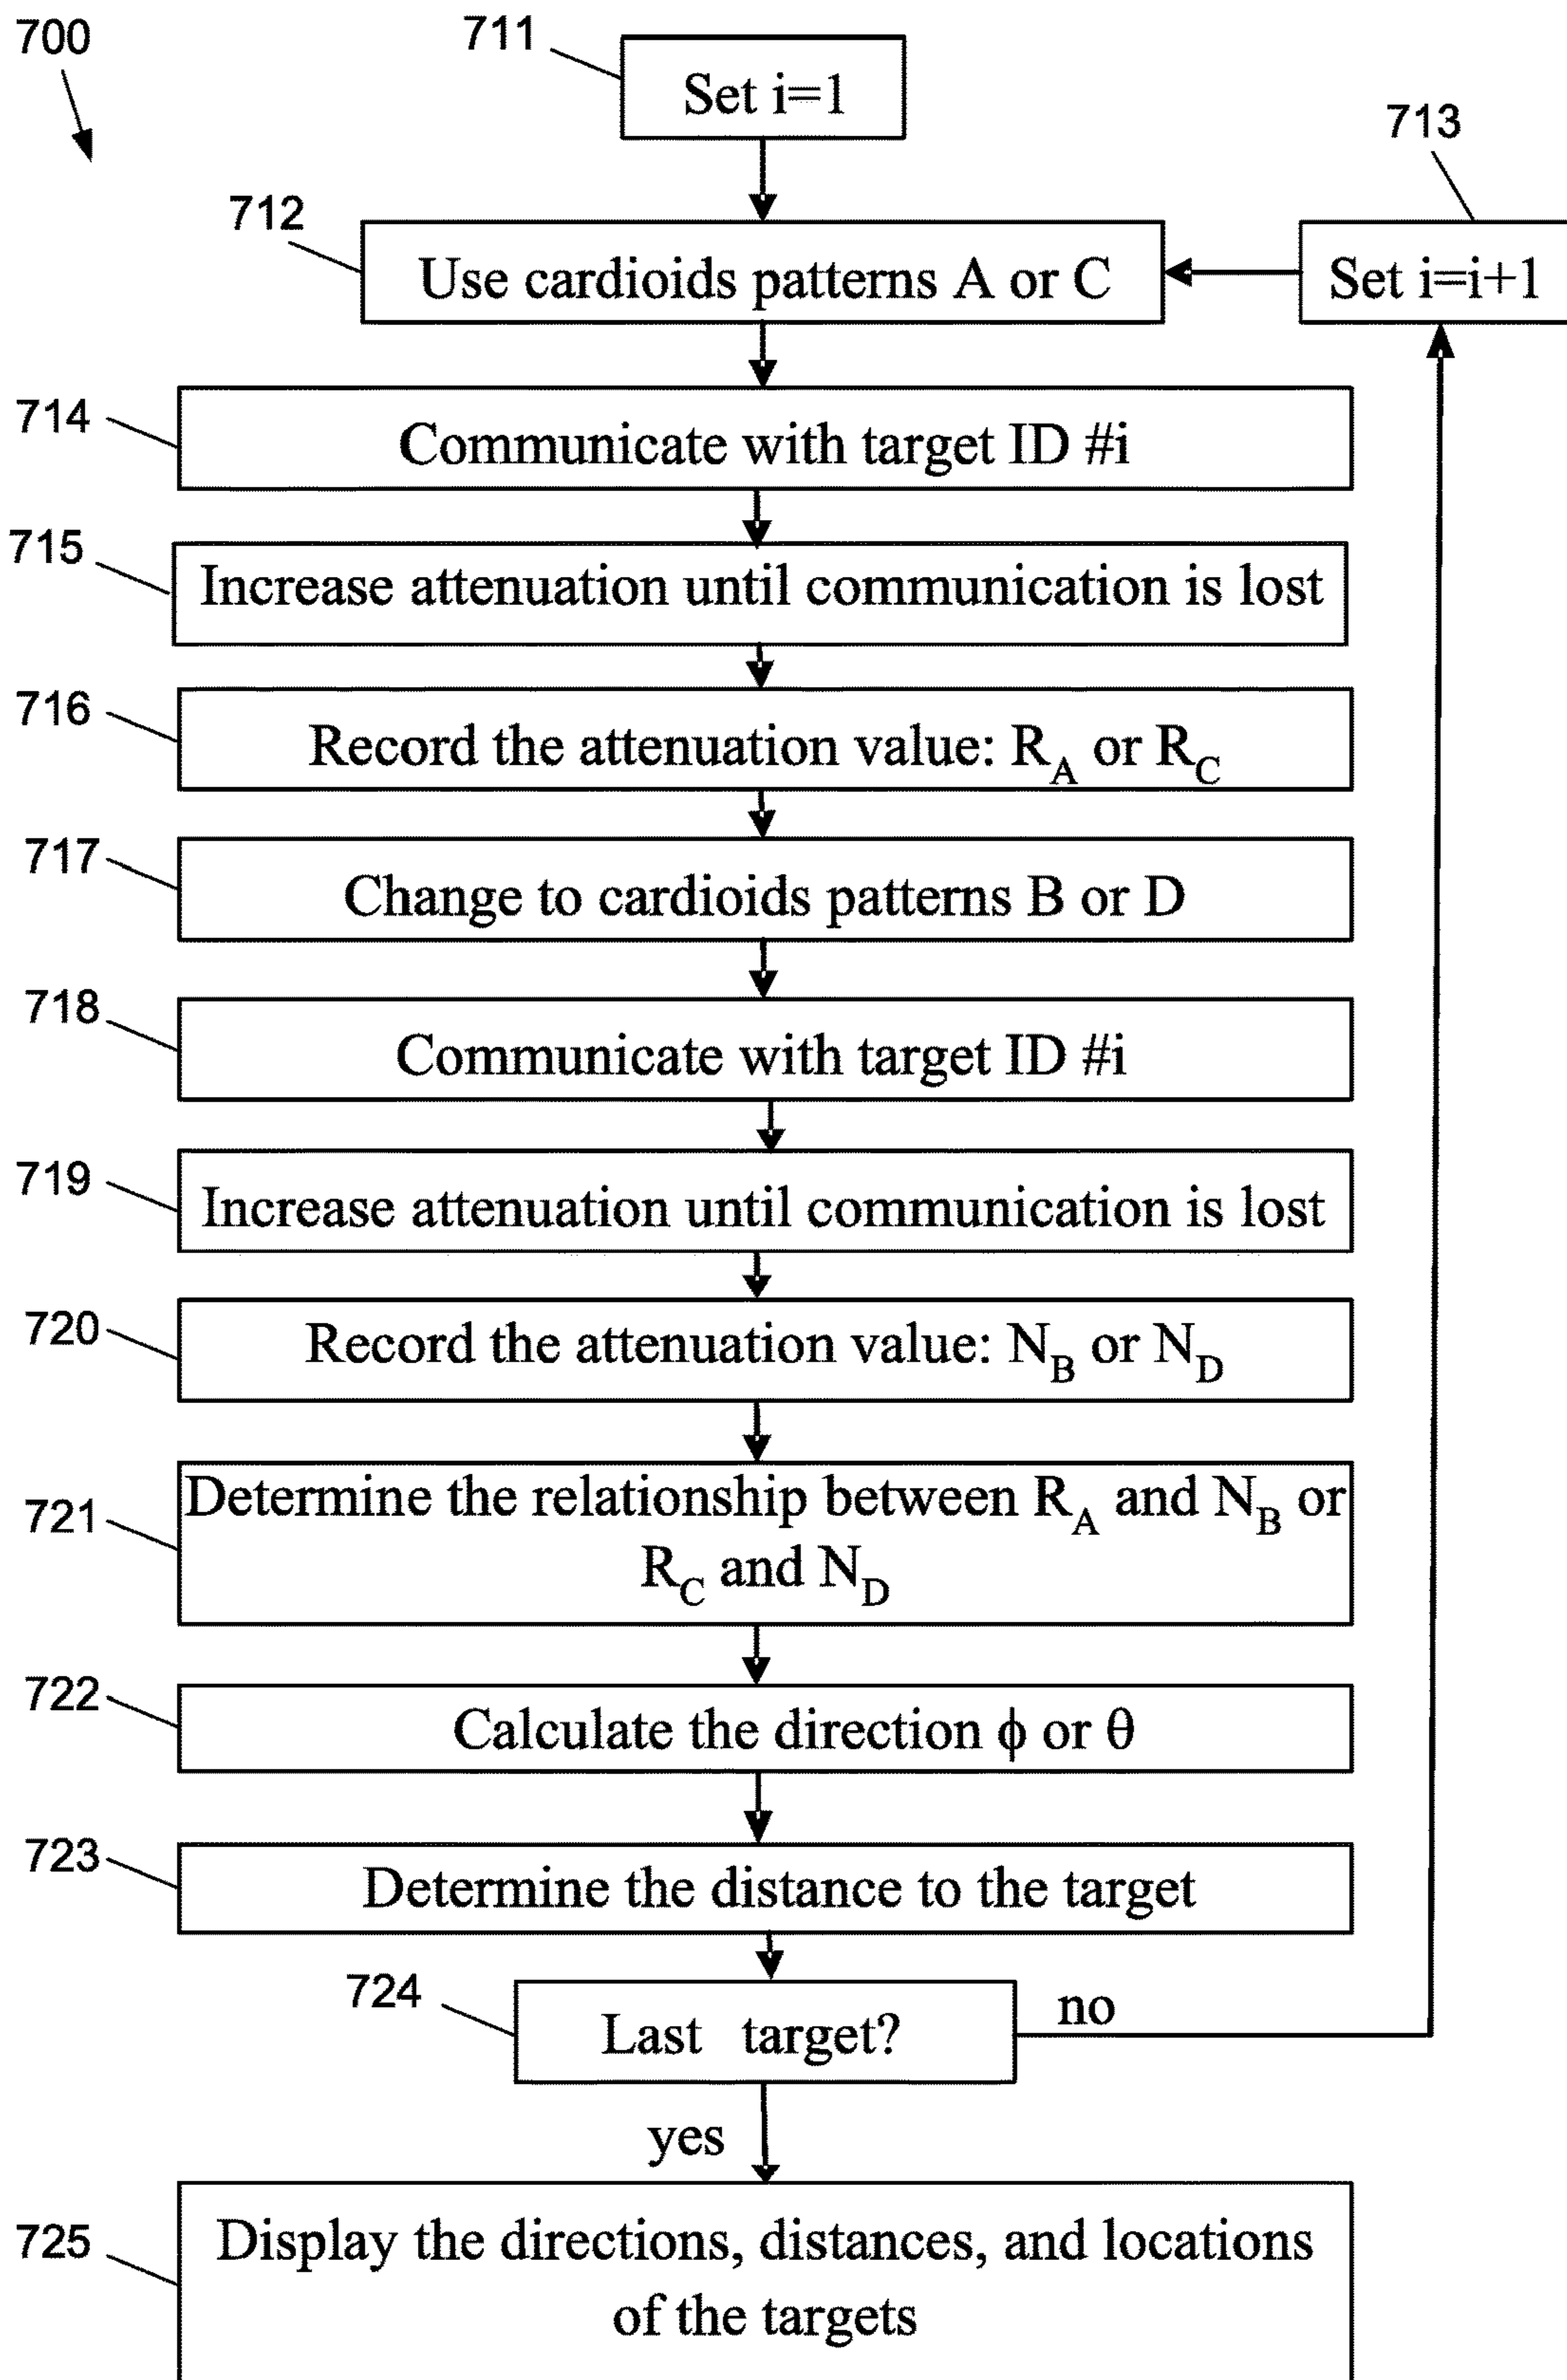 700
711
Set i=1
713
712
Use cardioids patterns A or C
Set i=i+1
714
Communicate with target ID #i
715
Increase attenuation until communication is lost
716
Record the attenuation value: R_A or R_C
717
Change to cardioids patterns B or D
718
Communicate with target ID #i
719
Increase attenuation until communication is lost
720
Record the attenuation value: N_B or N_D
721
Determine the relationship between R_A and N_B or
R_C and N_D
722
Calculate the direction ϕ or θ
723
Determine the distance to the target
724
Last target?
no
yes
725
Display the directions, distances, and locations
of the targets